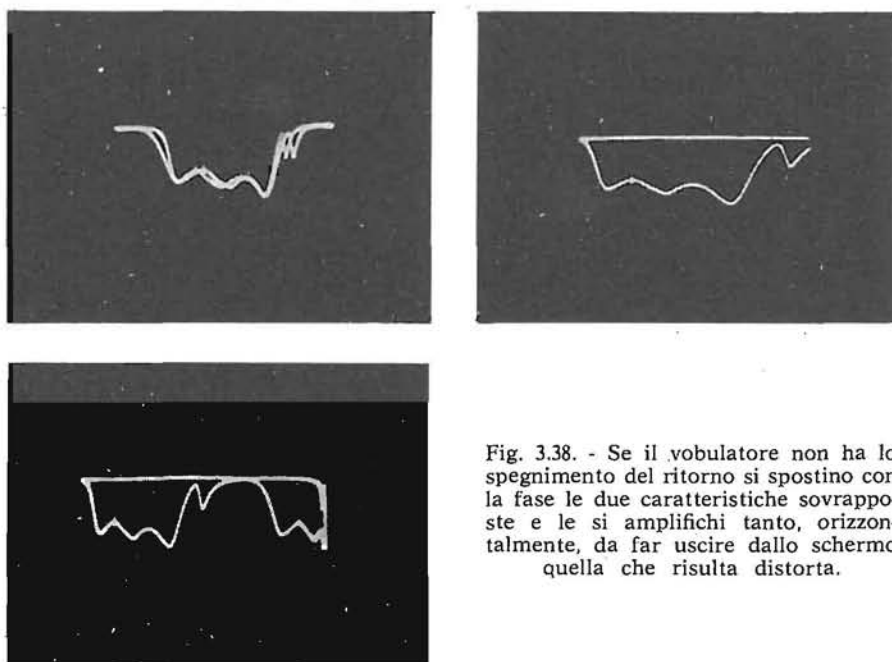 Fig. 3.38. - Se il vobulatore non ha lo
spegnimento del ritorno si spostino con
la fase le due caratteristiche sovrappo-
ste e le si amplifichi tanto, orizzon-
talmente, da far uscire dallo schermo
quella che risulta distorta.